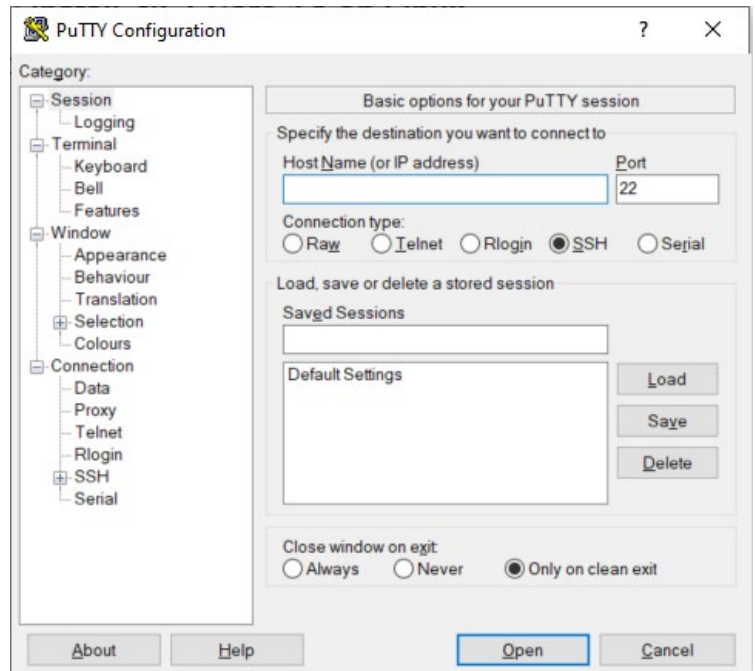 PuTTY Configuration
? ×
Category:
Session
Logging
Terminal
Keyboard
Bell
Features
Window
Appearance
Behaviour
Translation
Selection
Colours
Connection
Data
Proxy
Telnet
Rlogin
SSH
Serial
Basic options for your PuTTY session
Specify the destination you want to connect to
Host Name (or IP address) Port
22
Connection type:
Raw Telnet Rlogin SSH Serial
Load, save or delete a stored session
Saved Sessions
Default Settings
Load
Save
Delete
Close window on exit:
Always Never Only on clean exit
About Help Open Cancel